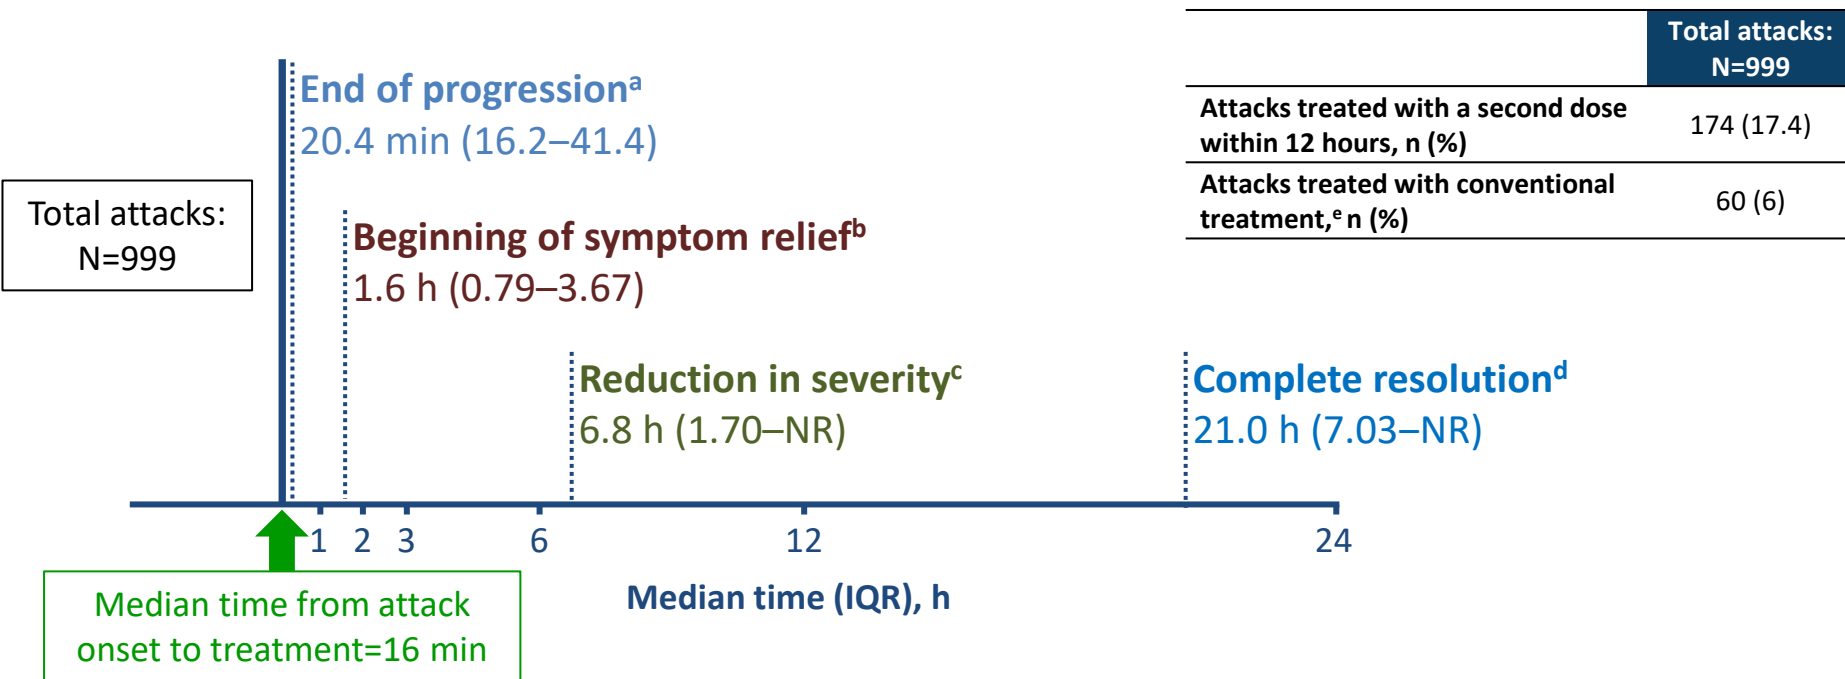 Total attacks:
N=999
Attacks treated with a second dose
within 12 hours, n (%)
174 (17.4)
Attacks treated with conventional
treatment,ᵉ n (%)
60 (6)
End of progressionᵃ
20.4 min (16.2–41.4)
Total attacks:
N=999
Beginning of symptom reliefᵇ
1.6 h (0.79–3.67)
Reduction in severityᶜ
6.8 h (1.70–NR)
Complete resolutionᵈ
21.0 h (7.03–NR)
1 2 3 6 12 24
Median time (IQR), h
Median time from attack
onset to treatment=16 min